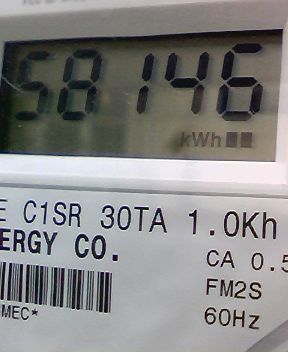 58146
kWh
E C1SR 30TA 1.0Kh
ERGY CO.
CA 0.5
FM2S
MEC*
60Hz